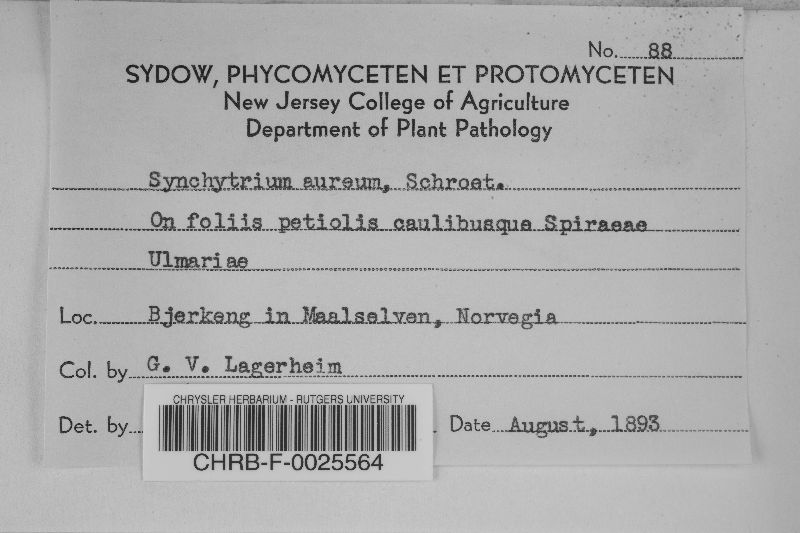 No. 88
SYDOW, PHYCOMYCETEN ET PROTOMYCETEN
New Jersey College of Agriculture
Department of Plant Pathology
Synchytrium aureum, Schroet.
On foliis petiolis caulibusque Spiraeae
Ulmariae
Loc. Bjerkeng in Maalselven, Norvegia
Col. by G. V. Lagerheim
Det. by
Date August, 1893
CHRYSLER HERBARIUM - RUTGERS UNIVERSITY
CHRB-F-0025564